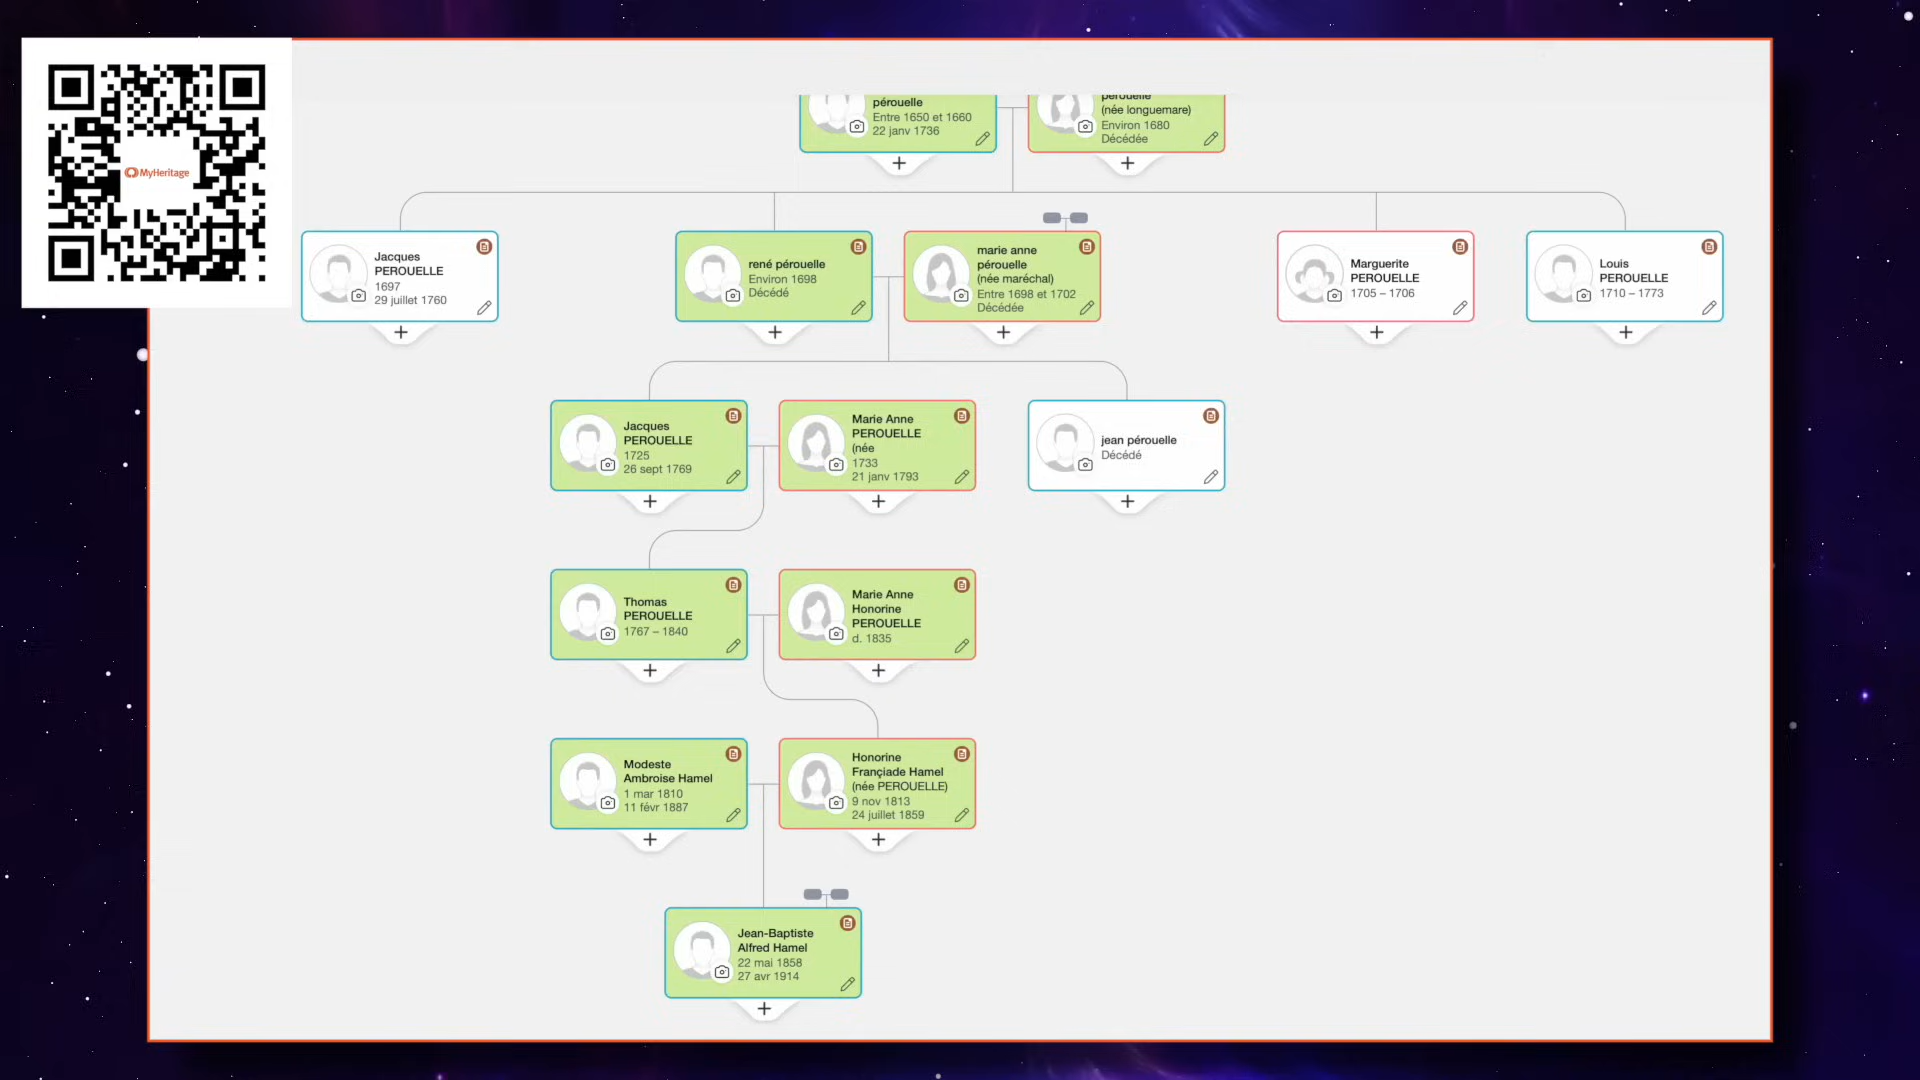 MyHeritage
pérouelle
Entre 1650 et 1660
22 janv 1736
perouelle
(née longuemare)
Environ 1680
Décédée
Jacques
PEROUELLE
1697
29 juillet 1760
rené pérouelle
Environ 1698
Décédé
marie anne
pérouelle
(née maréchal)
Entre 1698 et 1702
Décédée
Marguerite
PEROUELLE
1705 – 1706
Louis
PEROUELLE
1710 – 1773
Jacques
PEROUELLE
1725
26 sept 1769
Marie Anne
PEROUELLE
(née
1733
21 janv 1793
jean pérouelle
Décédé
Thomas
PEROUELLE
1767 – 1840
Marie Anne
Honorine
PEROUELLE
d. 1835
Modeste
Ambroise Hamel
1 mar 1810
11 févr 1887
Honorine
Françiade Hamel
(née PEROUELLE)
9 nov 1813
24 juillet 1859
Jean-Baptiste
Alfred Hamel
22 mai 1858
27 avr 1914